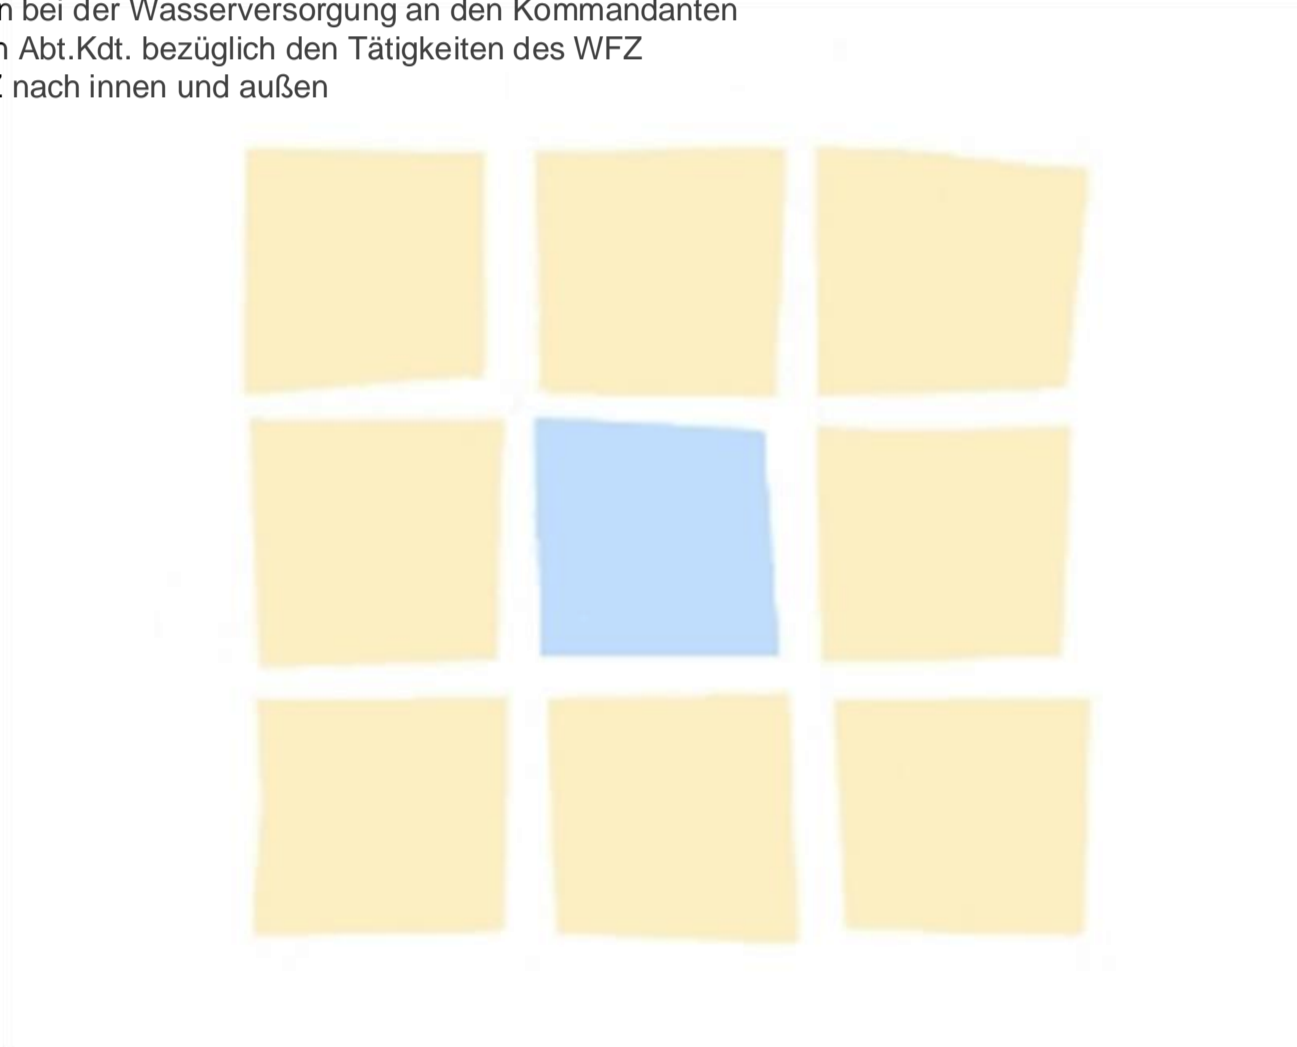 n bei der Wasserversorgung an den Kommandanten
Abt.Kdt. bezüglich den Tätigkeiten des WFZ
nach innen und außen